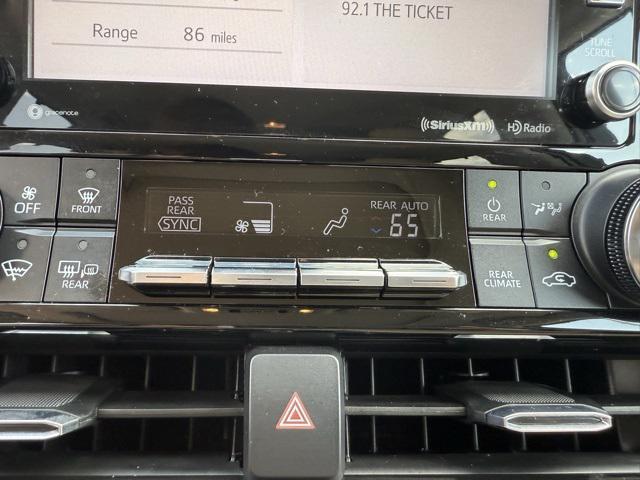 92.1 THE TICKET
Range 86 miles
TUNE
SCROLL
gracenote
((SiriusXM)) HD Radio
OFF
FRONT
PASS
REAR
SYNC
REAR AUTO
65
REAR
REAR
REAR
CLIMATE